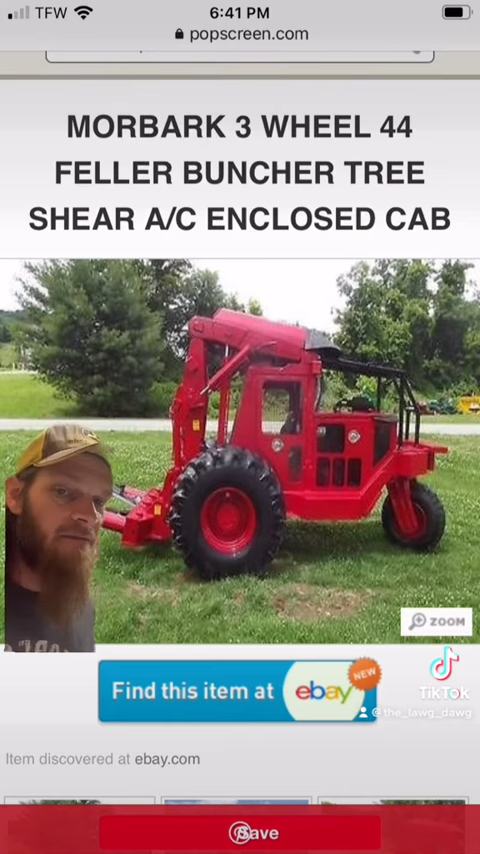 TFW 6:41 PM
popscreen.com
MORBARK 3 WHEEL 44
FELLER BUNCHER TREE
SHEAR A/C ENCLOSED CAB
ZOOM
Find this item at ebay NEW
TikTok
@the_lawg_dawg
Item discovered at ebay.com
Save